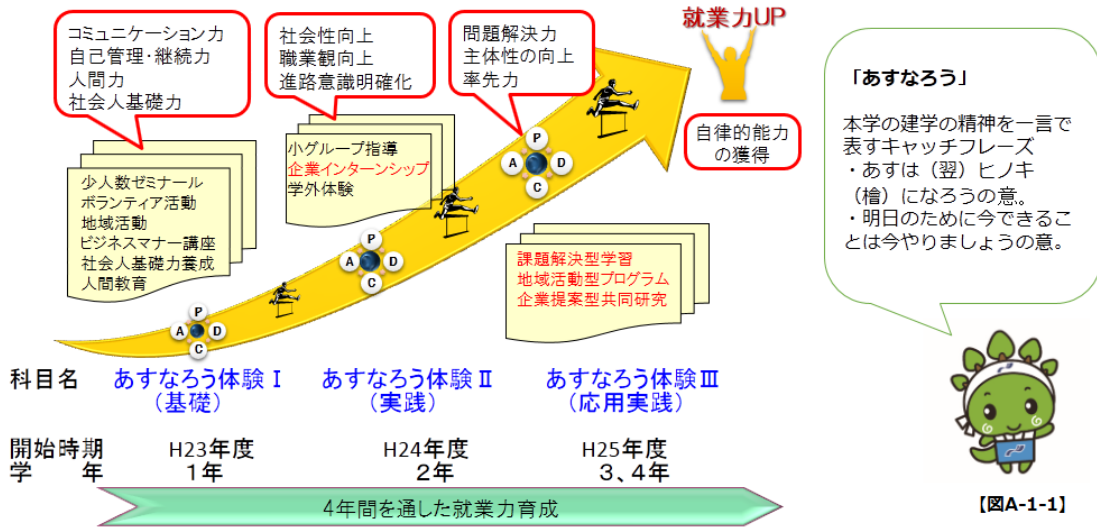 コミュニケーション力
自己管理・継続力
人間力
社会人基礎力
社会性向上
職業観向上
進路意識明確化
問題解決力
主体性の向上
率先力
就業力UP
自律的能力
の獲得
少人数ゼミナール
ボランティア活動
地域活動
ビジネスマナー講座
社会人基礎力養成
人間教育
小グループ指導
企業インターンシップ
学外体験
課題解決型学習
地域活動型プログラム
企業提案型共同研究
P
A
D
C
P
A
D
C
P
A
D
C
「あすなろう」
本学の建学の精神を一言で
表すキャッチフレーズ
・あすは（翌）ヒノキ
（檜）になろうの意。
・明日のために今できるこ
とは今やりましょうの意。
科目名 あすなろう体験Ⅰ あすなろう体験Ⅱ あすなろう体験Ⅲ
（基礎） （実践） （応用実践）
開始時期 H23年度 H24年度 H25年度
学年 1年 2年 3、4年
4年間を通した就業力育成
【図A-1-1】